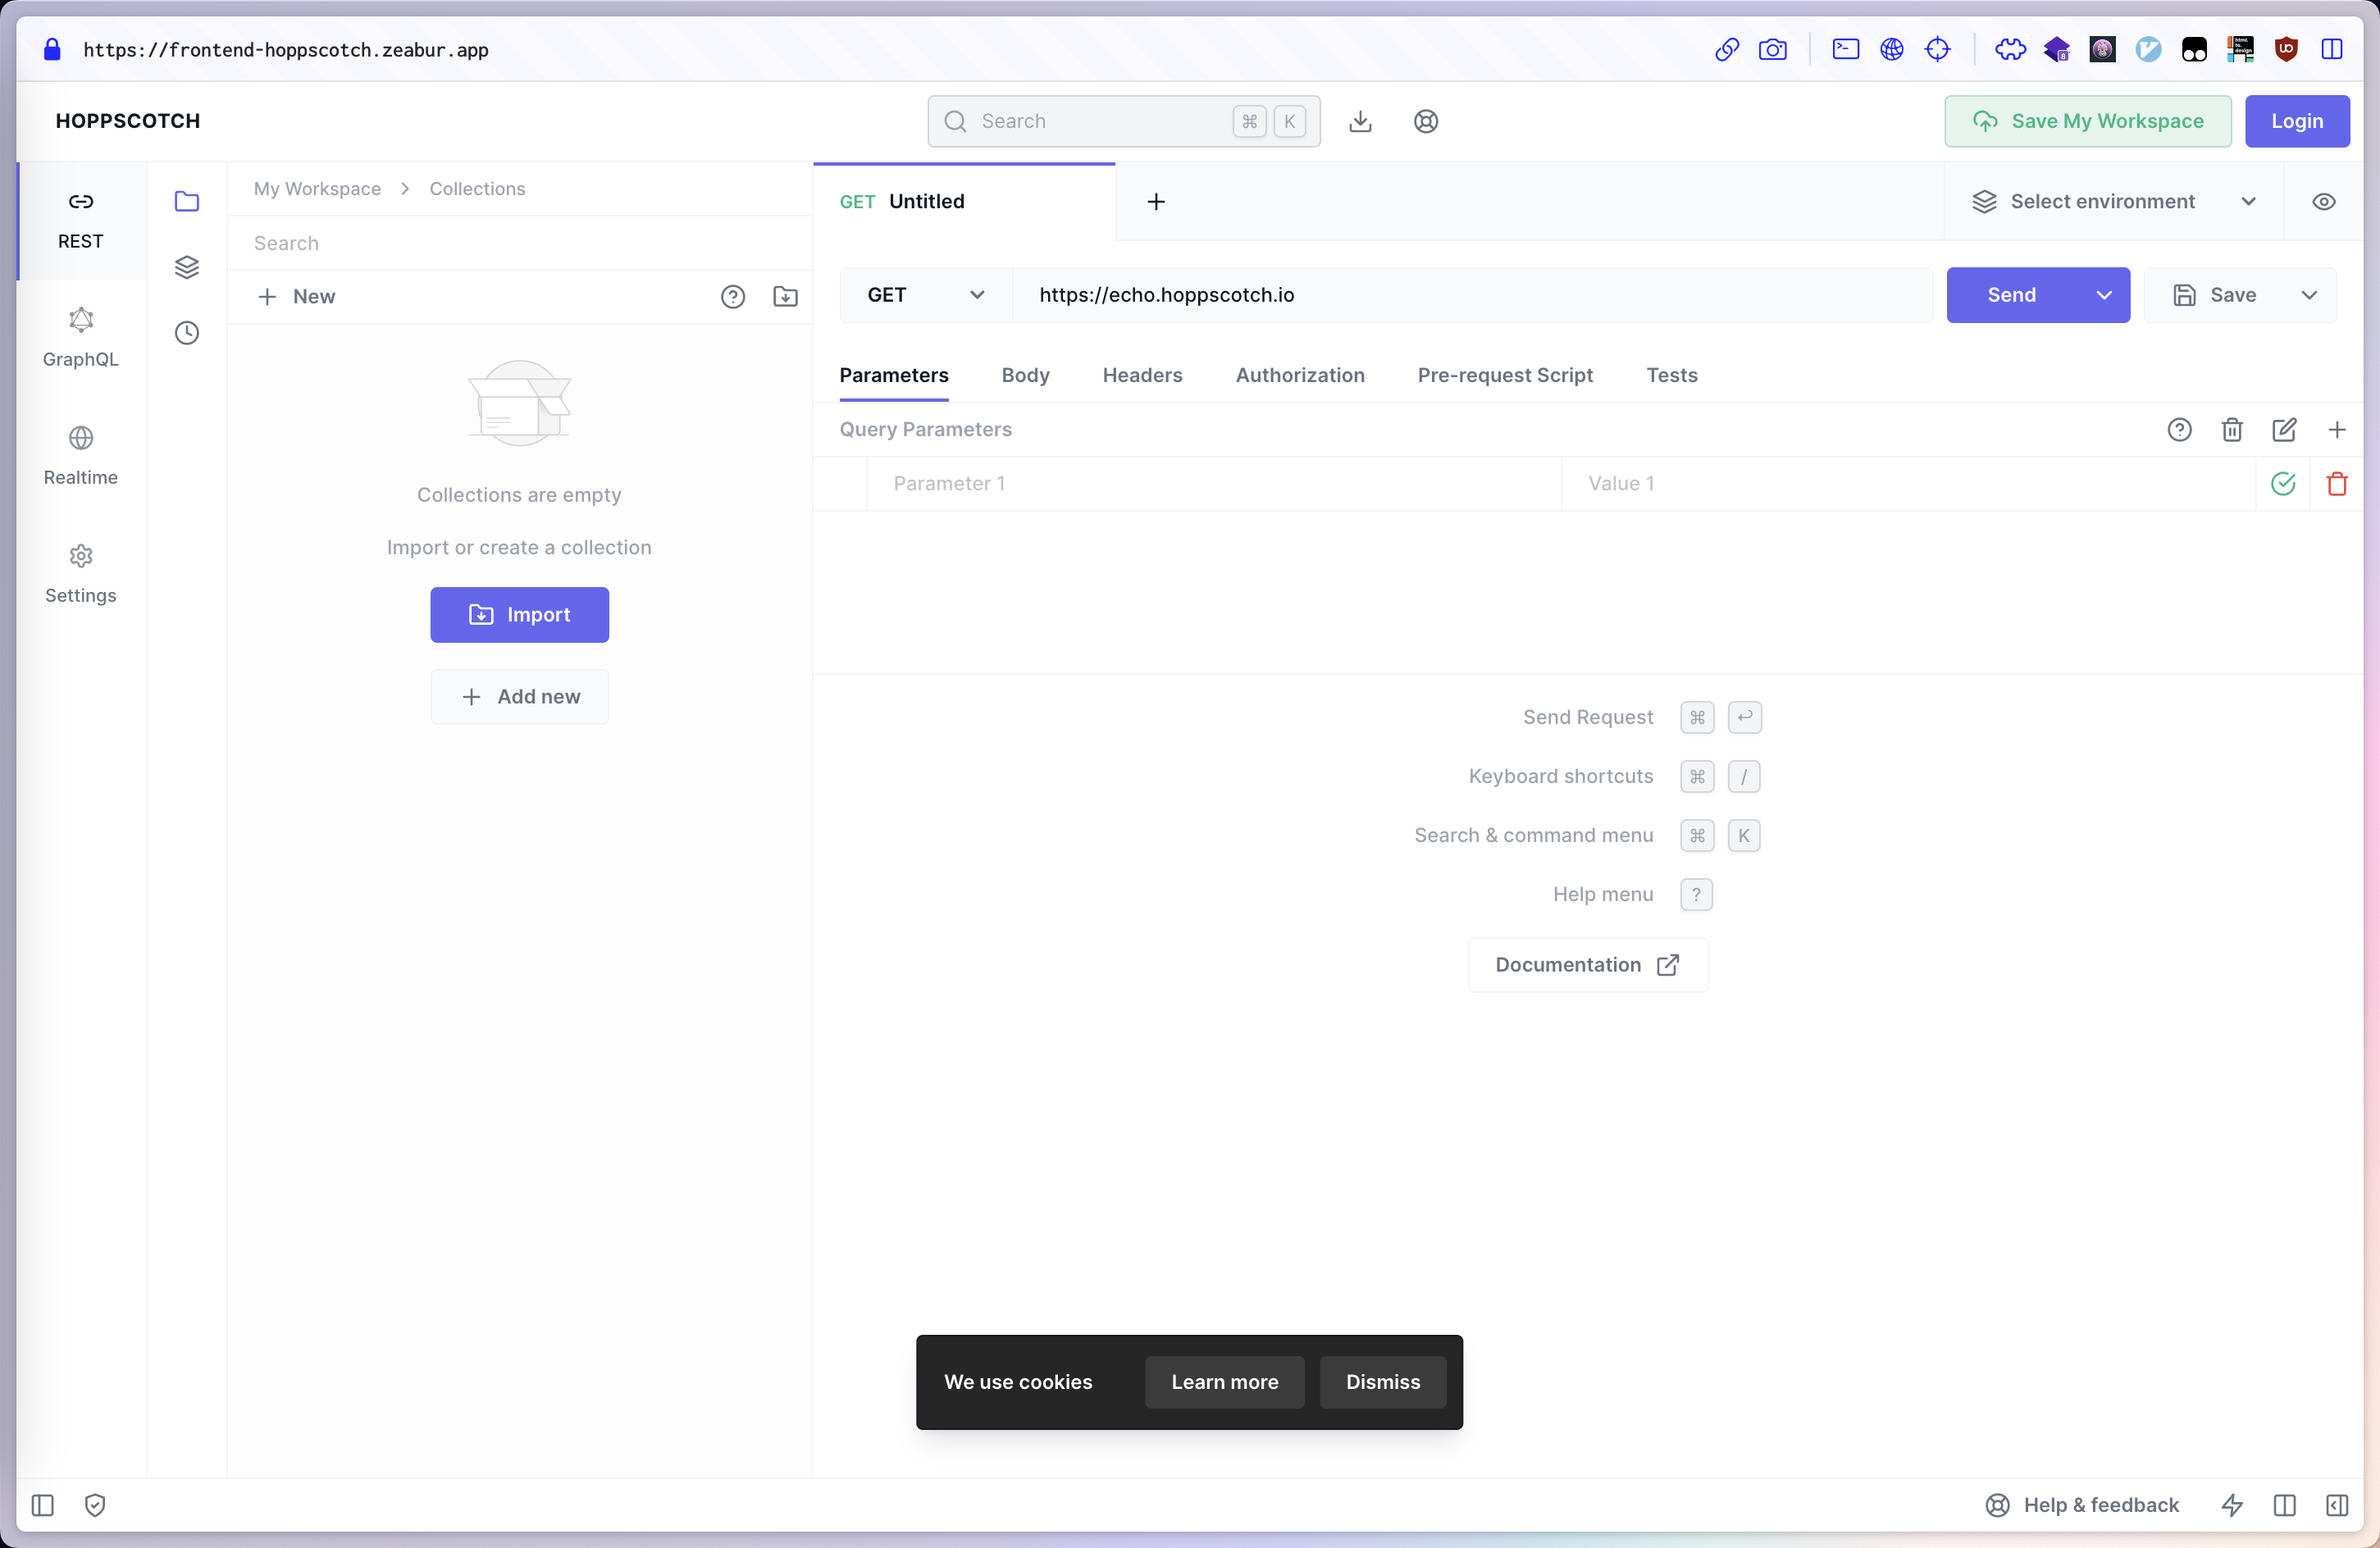 https://frontend-hoppscotch.zeabur.app
HOPPSCOTCH
Search ⌘ K
Save My Workspace
Login
REST
GraphQL
Realtime
Settings
My Workspace > Collections
Search
New
Collections are empty
Import or create a collection
Import
Add new
GET Untitled
Select environment
GET https://echo.hoppscotch.io
Send
Save
Parameters Body Headers Authorization Pre-request Script Tests
Query Parameters
Parameter 1 Value 1
Send Request ⌘ ↩
Keyboard shortcuts ⌘ /
Search & command menu ⌘ K
Help menu ?
Documentation
We use cookies Learn more Dismiss
Help & feedback